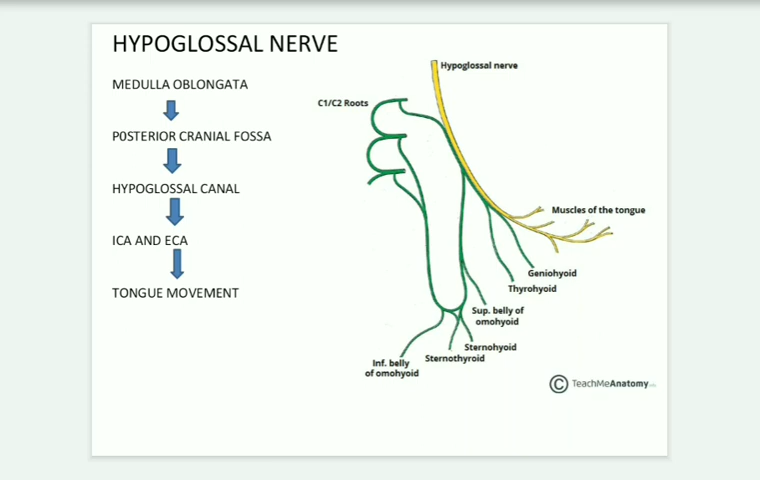 HYPOGLOSSAL NERVE
MEDULLA OBLONGATA
POSTERIOR CRANIAL FOSSA
HYPOGLOSSAL CANAL
ICA AND ECA
TONGUE MOVEMENT
Hypoglossal nerve
C1/C2 Roots
Muscles of the tongue
Geniohyoid
Thyrohyoid
Sup. belly of
omohyoid
Sternohyoid
Sternothyroid
Inf. belly
of omohyoid
© TeachMeAnatomy